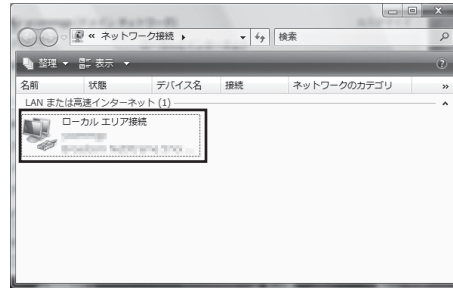 « ネットワーク接続 ▸
検索
整理 ▼ 表示 ▼
名前 状態 デバイス名 接続 ネットワークのカテゴリ »
LAN または高速インターネット (1)
ローカル エリア接続